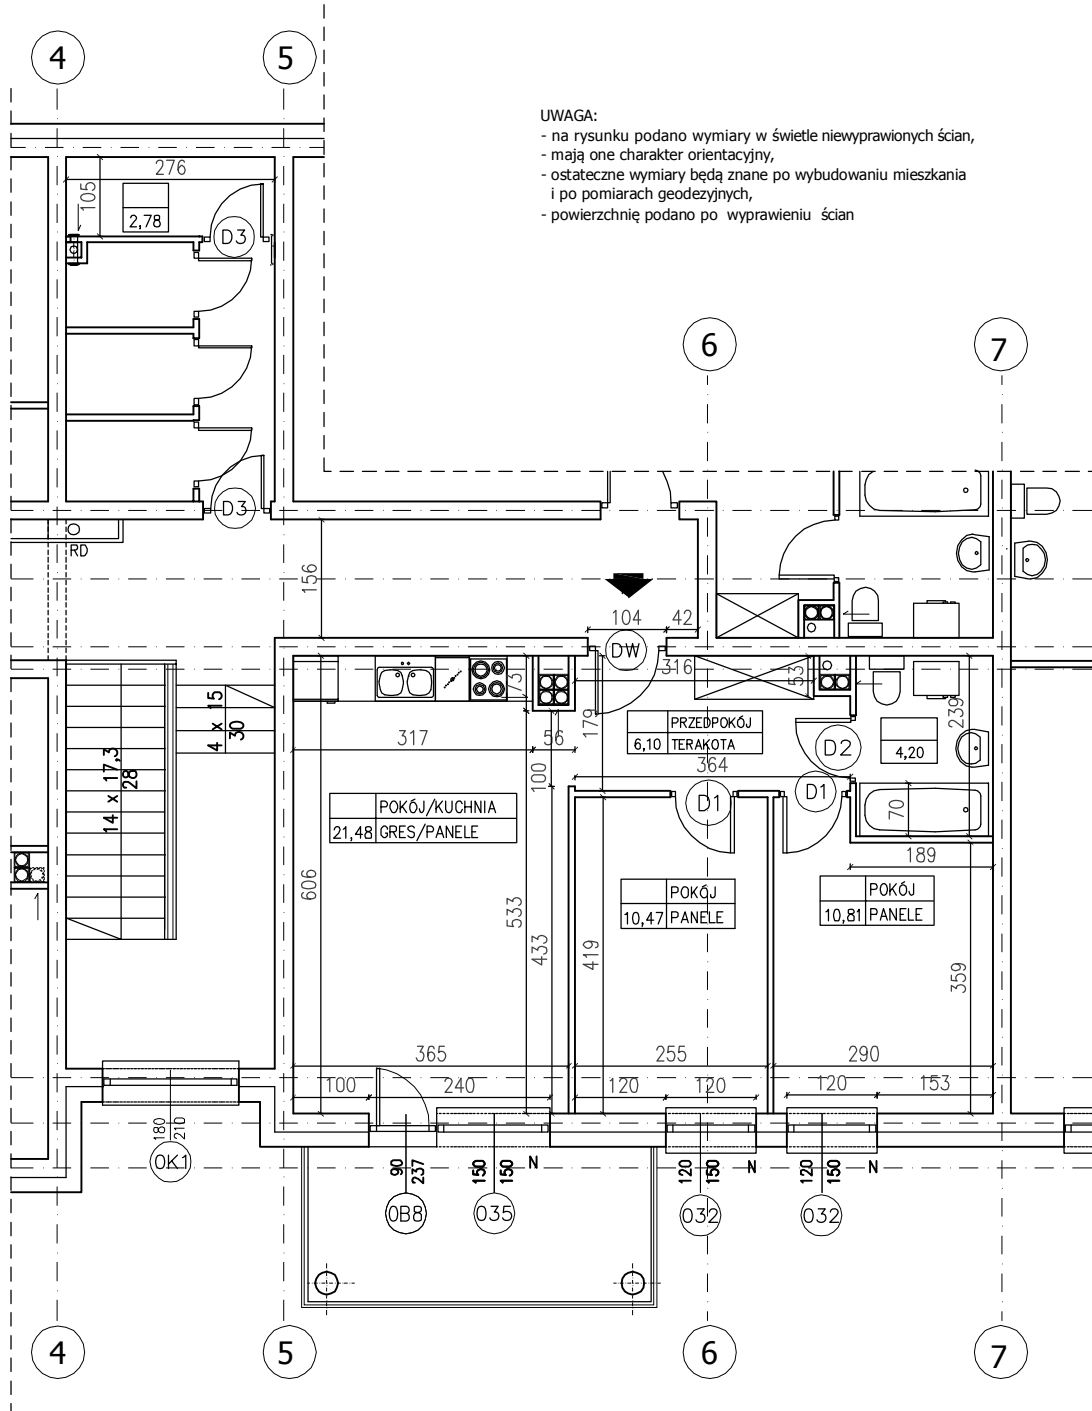 4
5
UWAGA:
- na rysunku podano wymiary w świetle niewyprawionych ścian,
- mają one charakter orientacyjny,
- ostateczne wymiary będą znane po wybudowaniu mieszkania
i po pomiarach geodezyjnych,
- powierzchnię podano po wyprawieniu ścian
276
105
2,78
D3
6
7
D3
RD
156
104
42
DW
316
53
73
179
PRZEDPOKÓJ
6,10 TERAKOTA
364
D2
4,20
239
4 x 15
30
14 x 17,3
28
317
56
100
D1
D1
70
POKÓJ/KUCHNIA
21,48 GRES/PANELE
189
606
533
433
419
POKÓJ
10,47 PANELE
POKÓJ
10,81 PANELE
359
365
255
290
100
240
120
120
120
153
180
210
OK1
90
237
150
150
N
120
150
N
120
150
N
OB8
O35
O32
O32
4
5
6
7